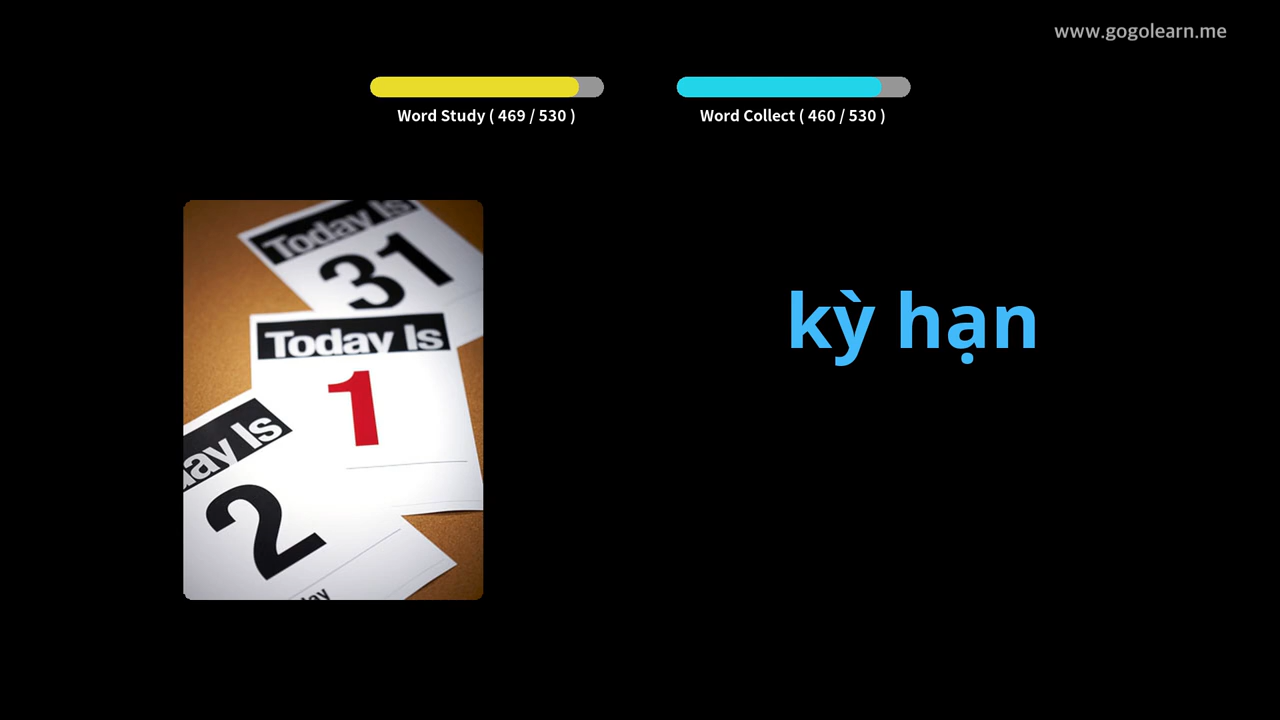 www.gogolearn.me
Word Study ( 469 / 530 )
Word Collect ( 460 / 530 )
Today Is
31
Today Is
1
ay Is
2
day
kỳ hạn